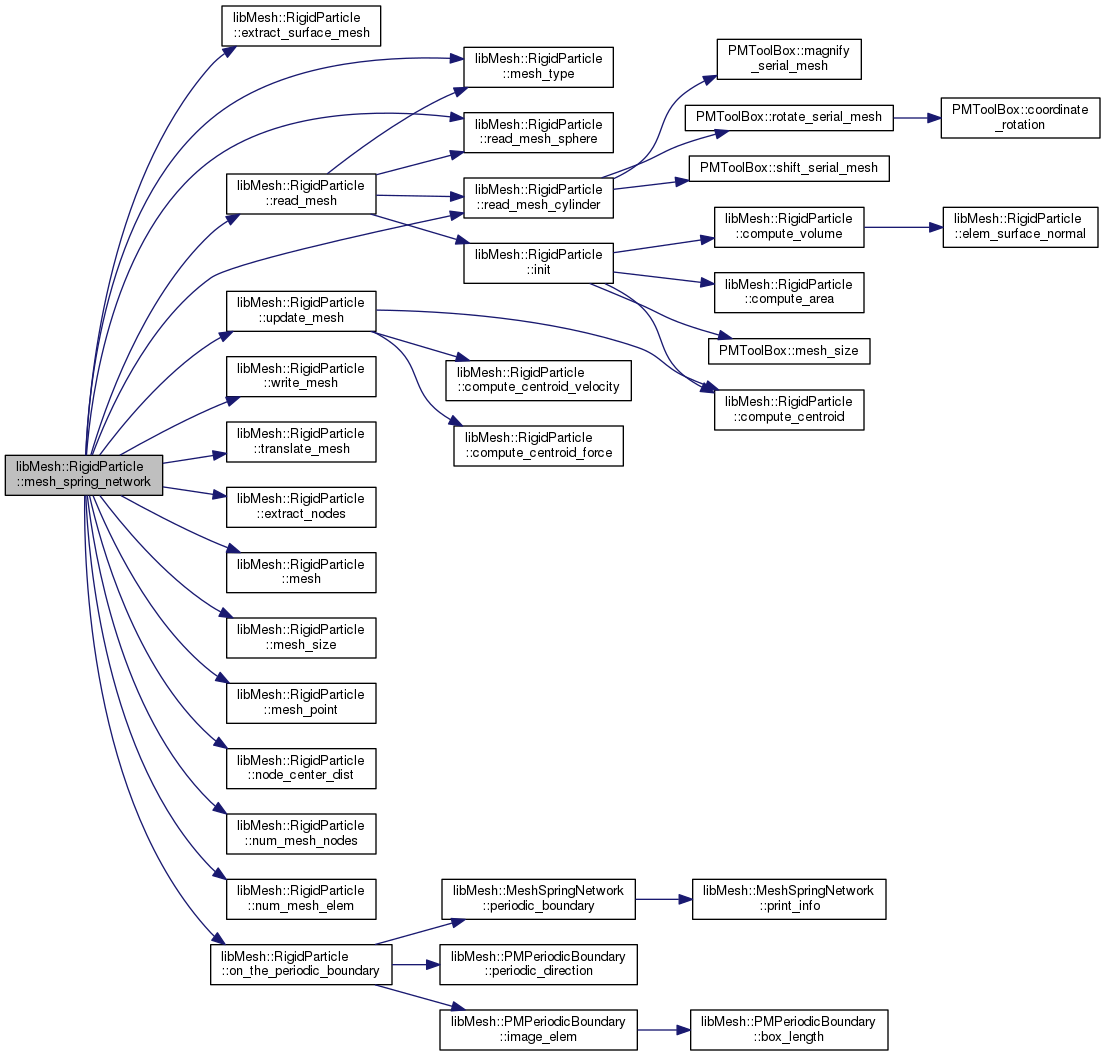 libMesh::RigidParticle
::mesh_spring_network
libMesh::RigidParticle
::extract_surface_mesh
libMesh::RigidParticle
::mesh_type
libMesh::RigidParticle
::read_mesh_sphere
libMesh::RigidParticle
::read_mesh
libMesh::RigidParticle
::read_mesh_cylinder
libMesh::RigidParticle
::init
PMToolBox::magnify
_serial_mesh
PMToolBox::rotate_serial_mesh
PMToolBox::coordinate
_rotation
PMToolBox::shift_serial_mesh
libMesh::RigidParticle
::compute_volume
libMesh::RigidParticle
::elem_surface_normal
libMesh::RigidParticle
::compute_area
PMToolBox::mesh_size
libMesh::RigidParticle
::compute_centroid
libMesh::RigidParticle
::update_mesh
libMesh::RigidParticle
::compute_centroid_velocity
libMesh::RigidParticle
::compute_centroid_force
libMesh::RigidParticle
::write_mesh
libMesh::RigidParticle
::translate_mesh
libMesh::RigidParticle
::extract_nodes
libMesh::RigidParticle
::mesh
libMesh::RigidParticle
::mesh_size
libMesh::RigidParticle
::mesh_point
libMesh::RigidParticle
::node_center_dist
libMesh::RigidParticle
::num_mesh_nodes
libMesh::RigidParticle
::num_mesh_elem
libMesh::RigidParticle
::on_the_periodic_boundary
libMesh::MeshSpringNetwork
::periodic_boundary
libMesh::MeshSpringNetwork
::print_info
libMesh::PMPeriodicBoundary
::periodic_direction
libMesh::PMPeriodicBoundary
::image_elem
libMesh::PMPeriodicBoundary
::box_length